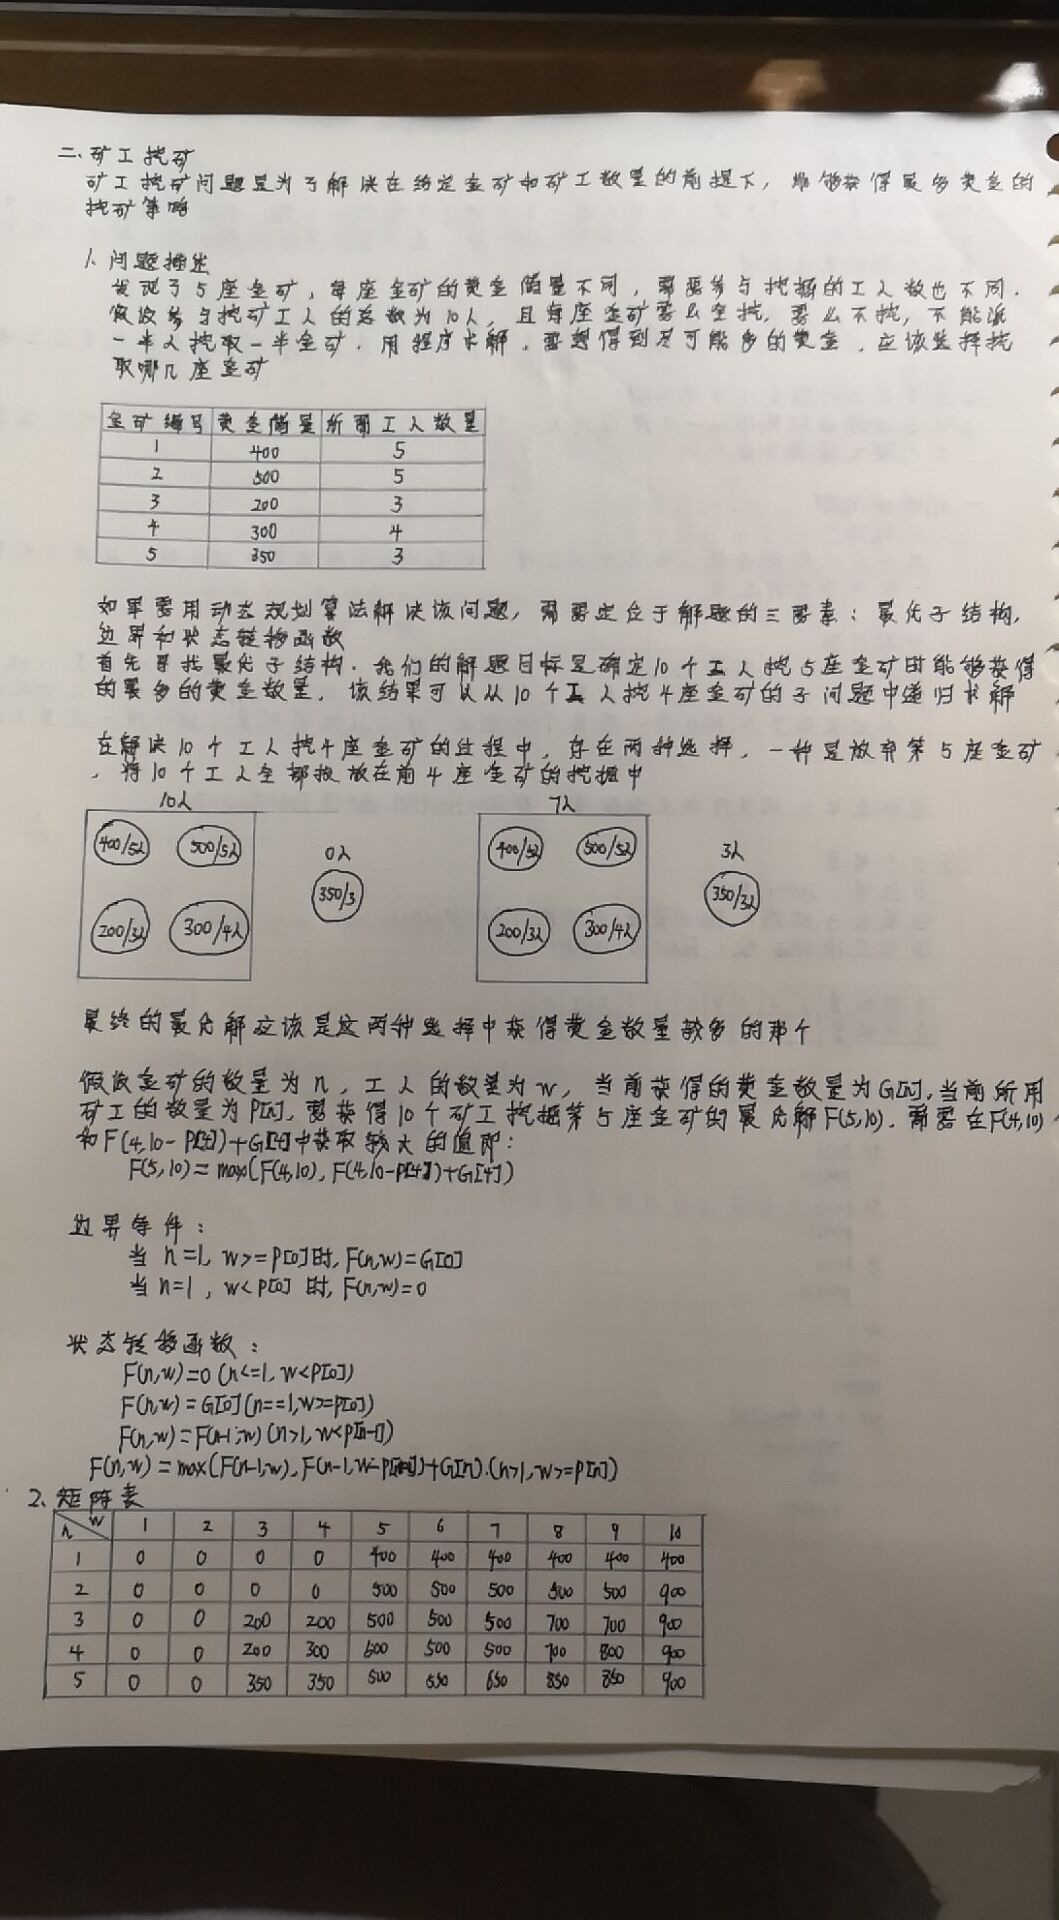 二、矿工挖矿
矿工挖矿问题是为了解决在给定金矿和矿工数量的前提下，能够获得最多黄金的
挖矿策略
1、问题描述
发现了5座金矿，每座金矿的黄金储量不同，需要参与挖掘的工人数也不同.
假设参与挖矿工人的总数为10人，且每座金矿要么全挖，要么不挖，不能派
一半人挖取一半金矿．用程序求解，要想得到尽可能多的黄金，应该选择挖
取哪几座金矿
金矿编号 黄金储量 所需工人数量
1 400 5
2 500 5
3 200 3
4 300 4
5 350 3
如果要用动态规划算法解决该问题，需要定位于解题的三要素：最优子结构，
边界和状态转移函数
首先寻找最优子结构．我们的解题目标是确定10个工人挖5座金矿时能够获得
的最多的黄金数量．该结果可以从10个工人挖4座金矿的子问题中递归求解
在解决10个工人挖4座金矿的过程中，存在两种选择，一种是放弃第5座金矿
，将10个工人全部投放在前4座金矿的挖掘中
10人 7人
400/5人 500/5人 0人 400/5人 500/5人 3人
350/3 350/3人
200/3人 300/4人 200/3人 300/4人
最终的最优解应该是这两种选择中获得黄金数量较多的那个
假设金矿的数量为n，工人的数量为w，当前获得的黄金数量为G[n],当前所用
矿工的数量为P[n]，要获得10个矿工挖掘第5座金矿的最优解F(5,10)．需要在F(4,10)
和F(4,10-P[4])+G[4]中获取较大的值即：
F(5,10)=max(F(4,10),F(4,10-P[4])+G[4])
边界条件：
当 n=1, w>=P[0]时, F(n,w)=G[0]
当n=1, w<P[0] 时, F(n,w)=0
状态转移函数：
F(n,w)=0 (n<=1, w<P[0])
F(n,w)=G[0](n==1,w>=P[0])
F(n,w)=F(n-1,w)(n>1, w<P[n-1])
F(n,w)=max(F(n-1,w),F(n-1,w-)+G[n).(n>1,w>=P[n])
2、矩阵表
n w 1 2 3 4 5 6 7 8 9 10
1 0 0 0 0 400 400 400 400 400 400
2 0 0 0 0 500 500 500 500 500 900
3 0 0 200 200 500 500 500 700 700 900
4 0 0 200 300 500 500 500 700 800 900
5 0 0 350 350 500 550 650 850 850 900